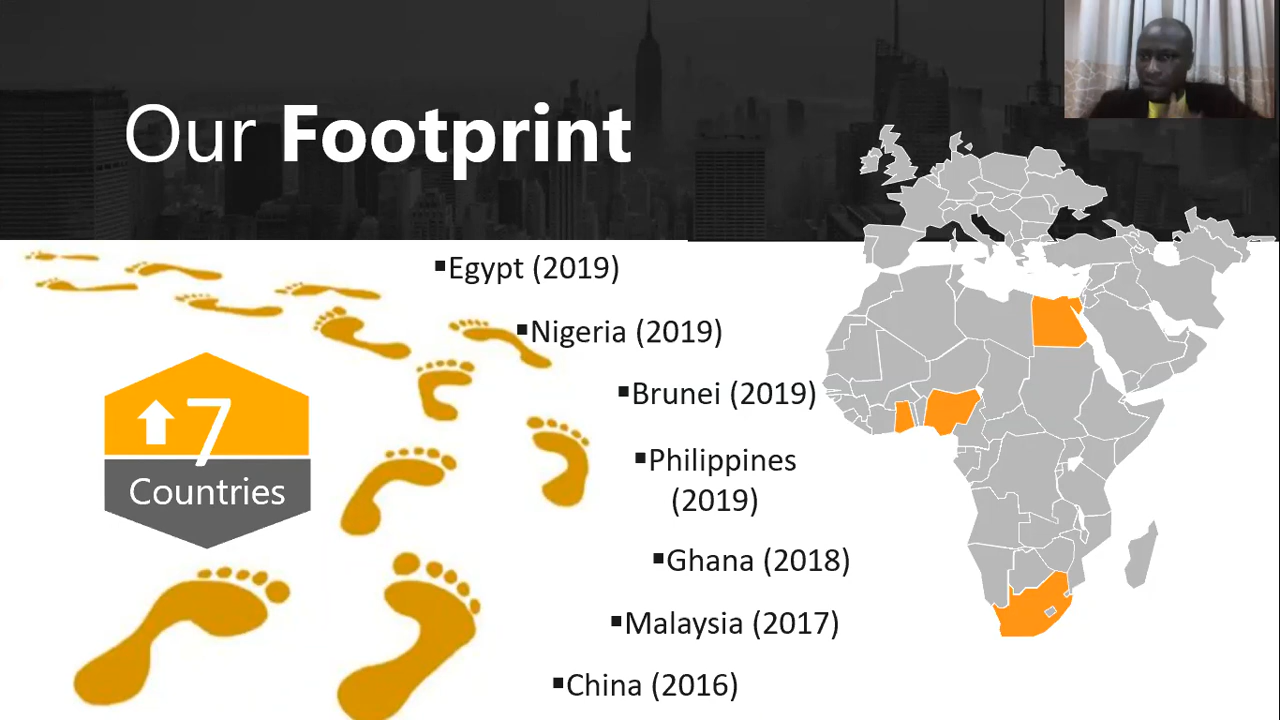 Our Footprint
▪Egypt (2019)
▪Nigeria (2019)
▪Brunei (2019)
▪Philippines
(2019)
▪Ghana (2018)
▪Malaysia (2017)
▪China (2016)
7
Countries